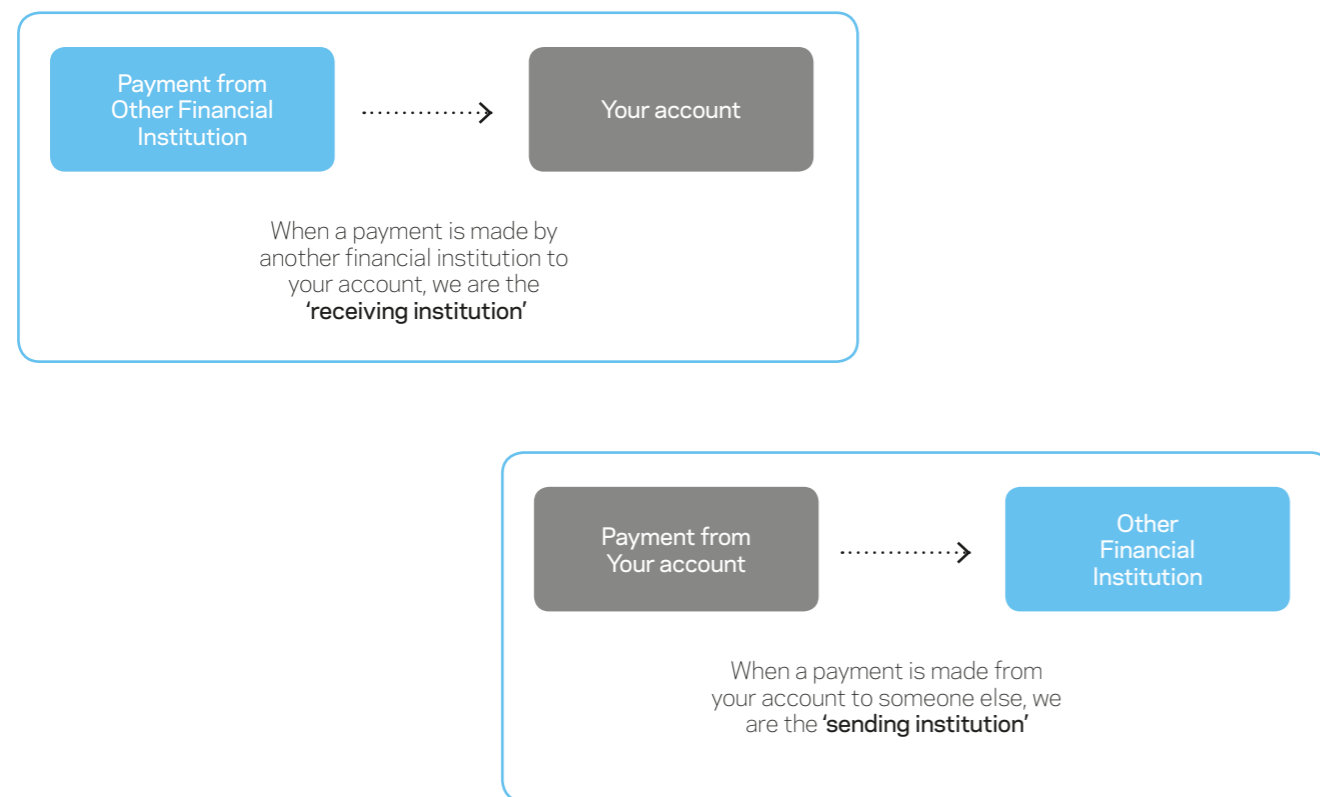 Payment from
Other Financial
Institution
Your account
When a payment is made by
another financial institution to
your account, we are the
‘receiving institution’
Payment from
Your account
Other
Financial
Institution
When a payment is made from
your account to someone else, we
are the ‘sending institution’